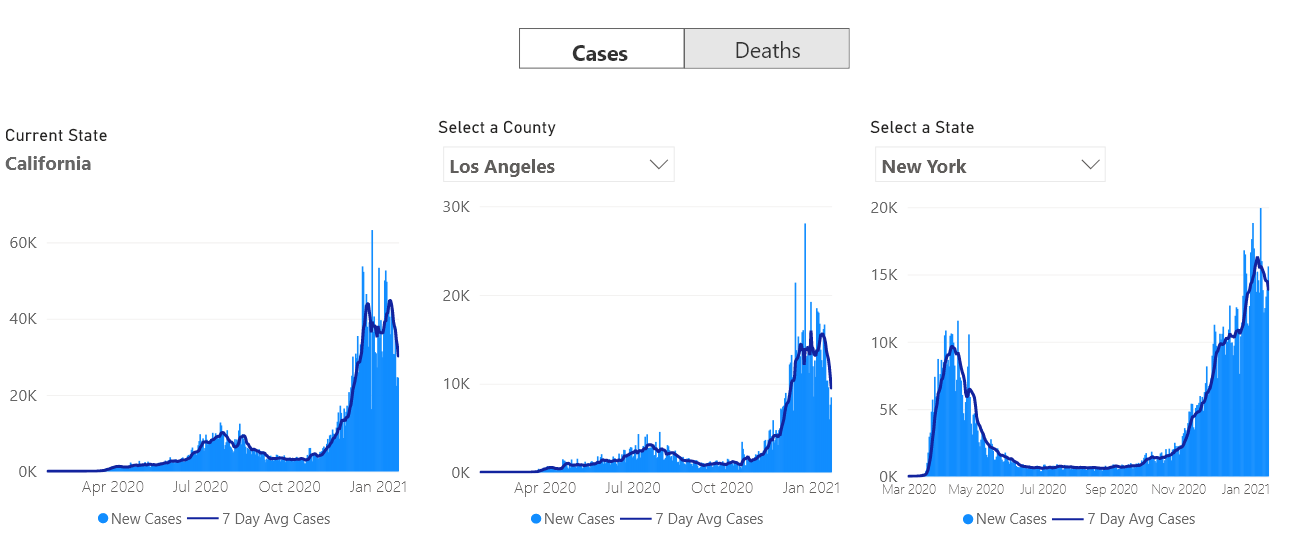 Cases
Deaths
Current State
California
Select a County
Los Angeles
Select a State
New York
60K
40K
20K
0K
Apr 2020 Jul 2020 Oct 2020 Jan 2021
New Cases 7 Day Avg Cases
30K
20K
10K
0K
Apr 2020 Jul 2020 Oct 2020 Jan 2021
New Cases 7 Day Avg Cases
20K
15K
10K
5K
0K
Mar 2020 May 2020 Jul 2020 Sep 2020 Nov 2020 Jan 2021
New Cases 7 Day Avg Cases